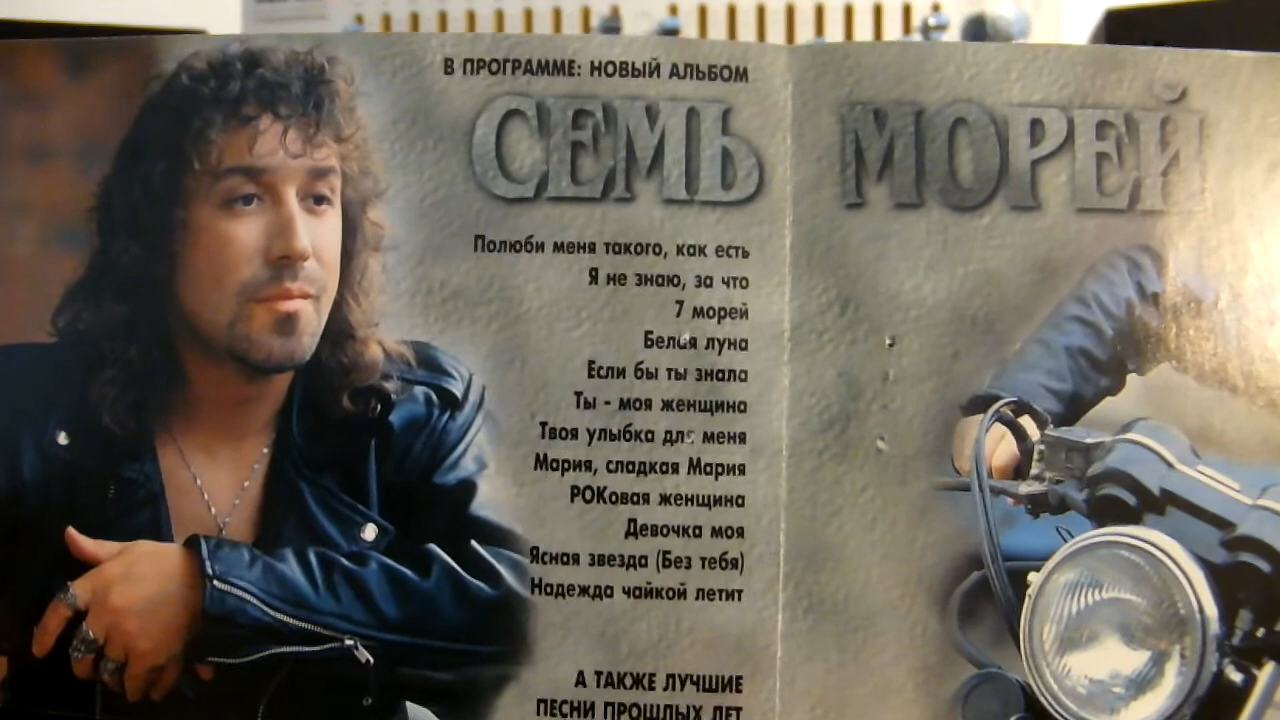 В ПРОГРАММЕ: НОВЫЙ АЛЬБОМ
СЕМЬ МОРЕЙ
Полюби меня такого, как есть
Я не знаю, за что
7 морей
Белая луна
Если бы ты знала
Ты - моя женщина
Твоя улыбка для меня
Мария, сладкая Мария
РОКовая женщина
Девочка моя
Ясная звезда (Без тебя)
Надежда чайкой летит
А ТАКЖЕ ЛУЧШИЕ
ПЕСНИ ПРОШЛЫХ ЛЕТ